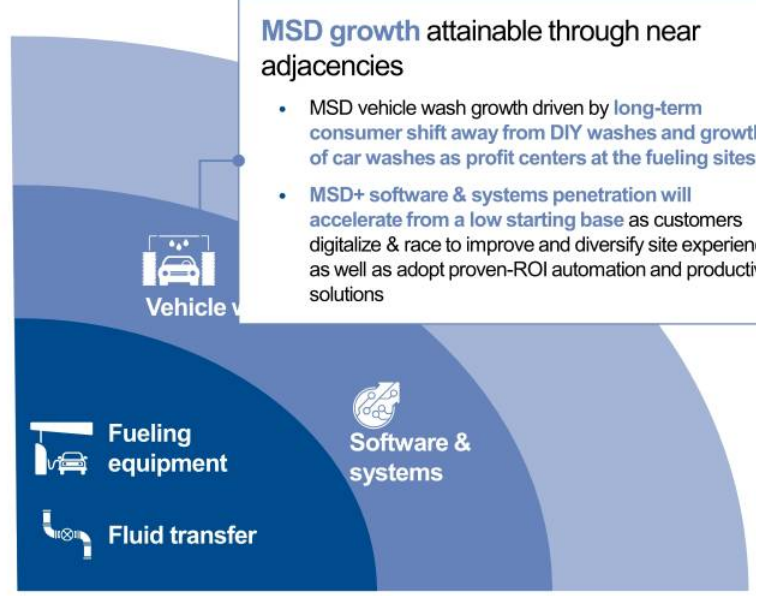 MSD growth attainable through near
adjacencies
• MSD vehicle wash growth driven by long-term
consumer shift away from DIY washes and growth
of car washes as profit centers at the fueling sites
• MSD+ software & systems penetration will
accelerate from a low starting base as customers
digitalize & race to improve and diversify site
as well as adopt proven-ROI automation and
solutions
Vehicle
Fueling
equipment
Software &
systems
Fluid transfer